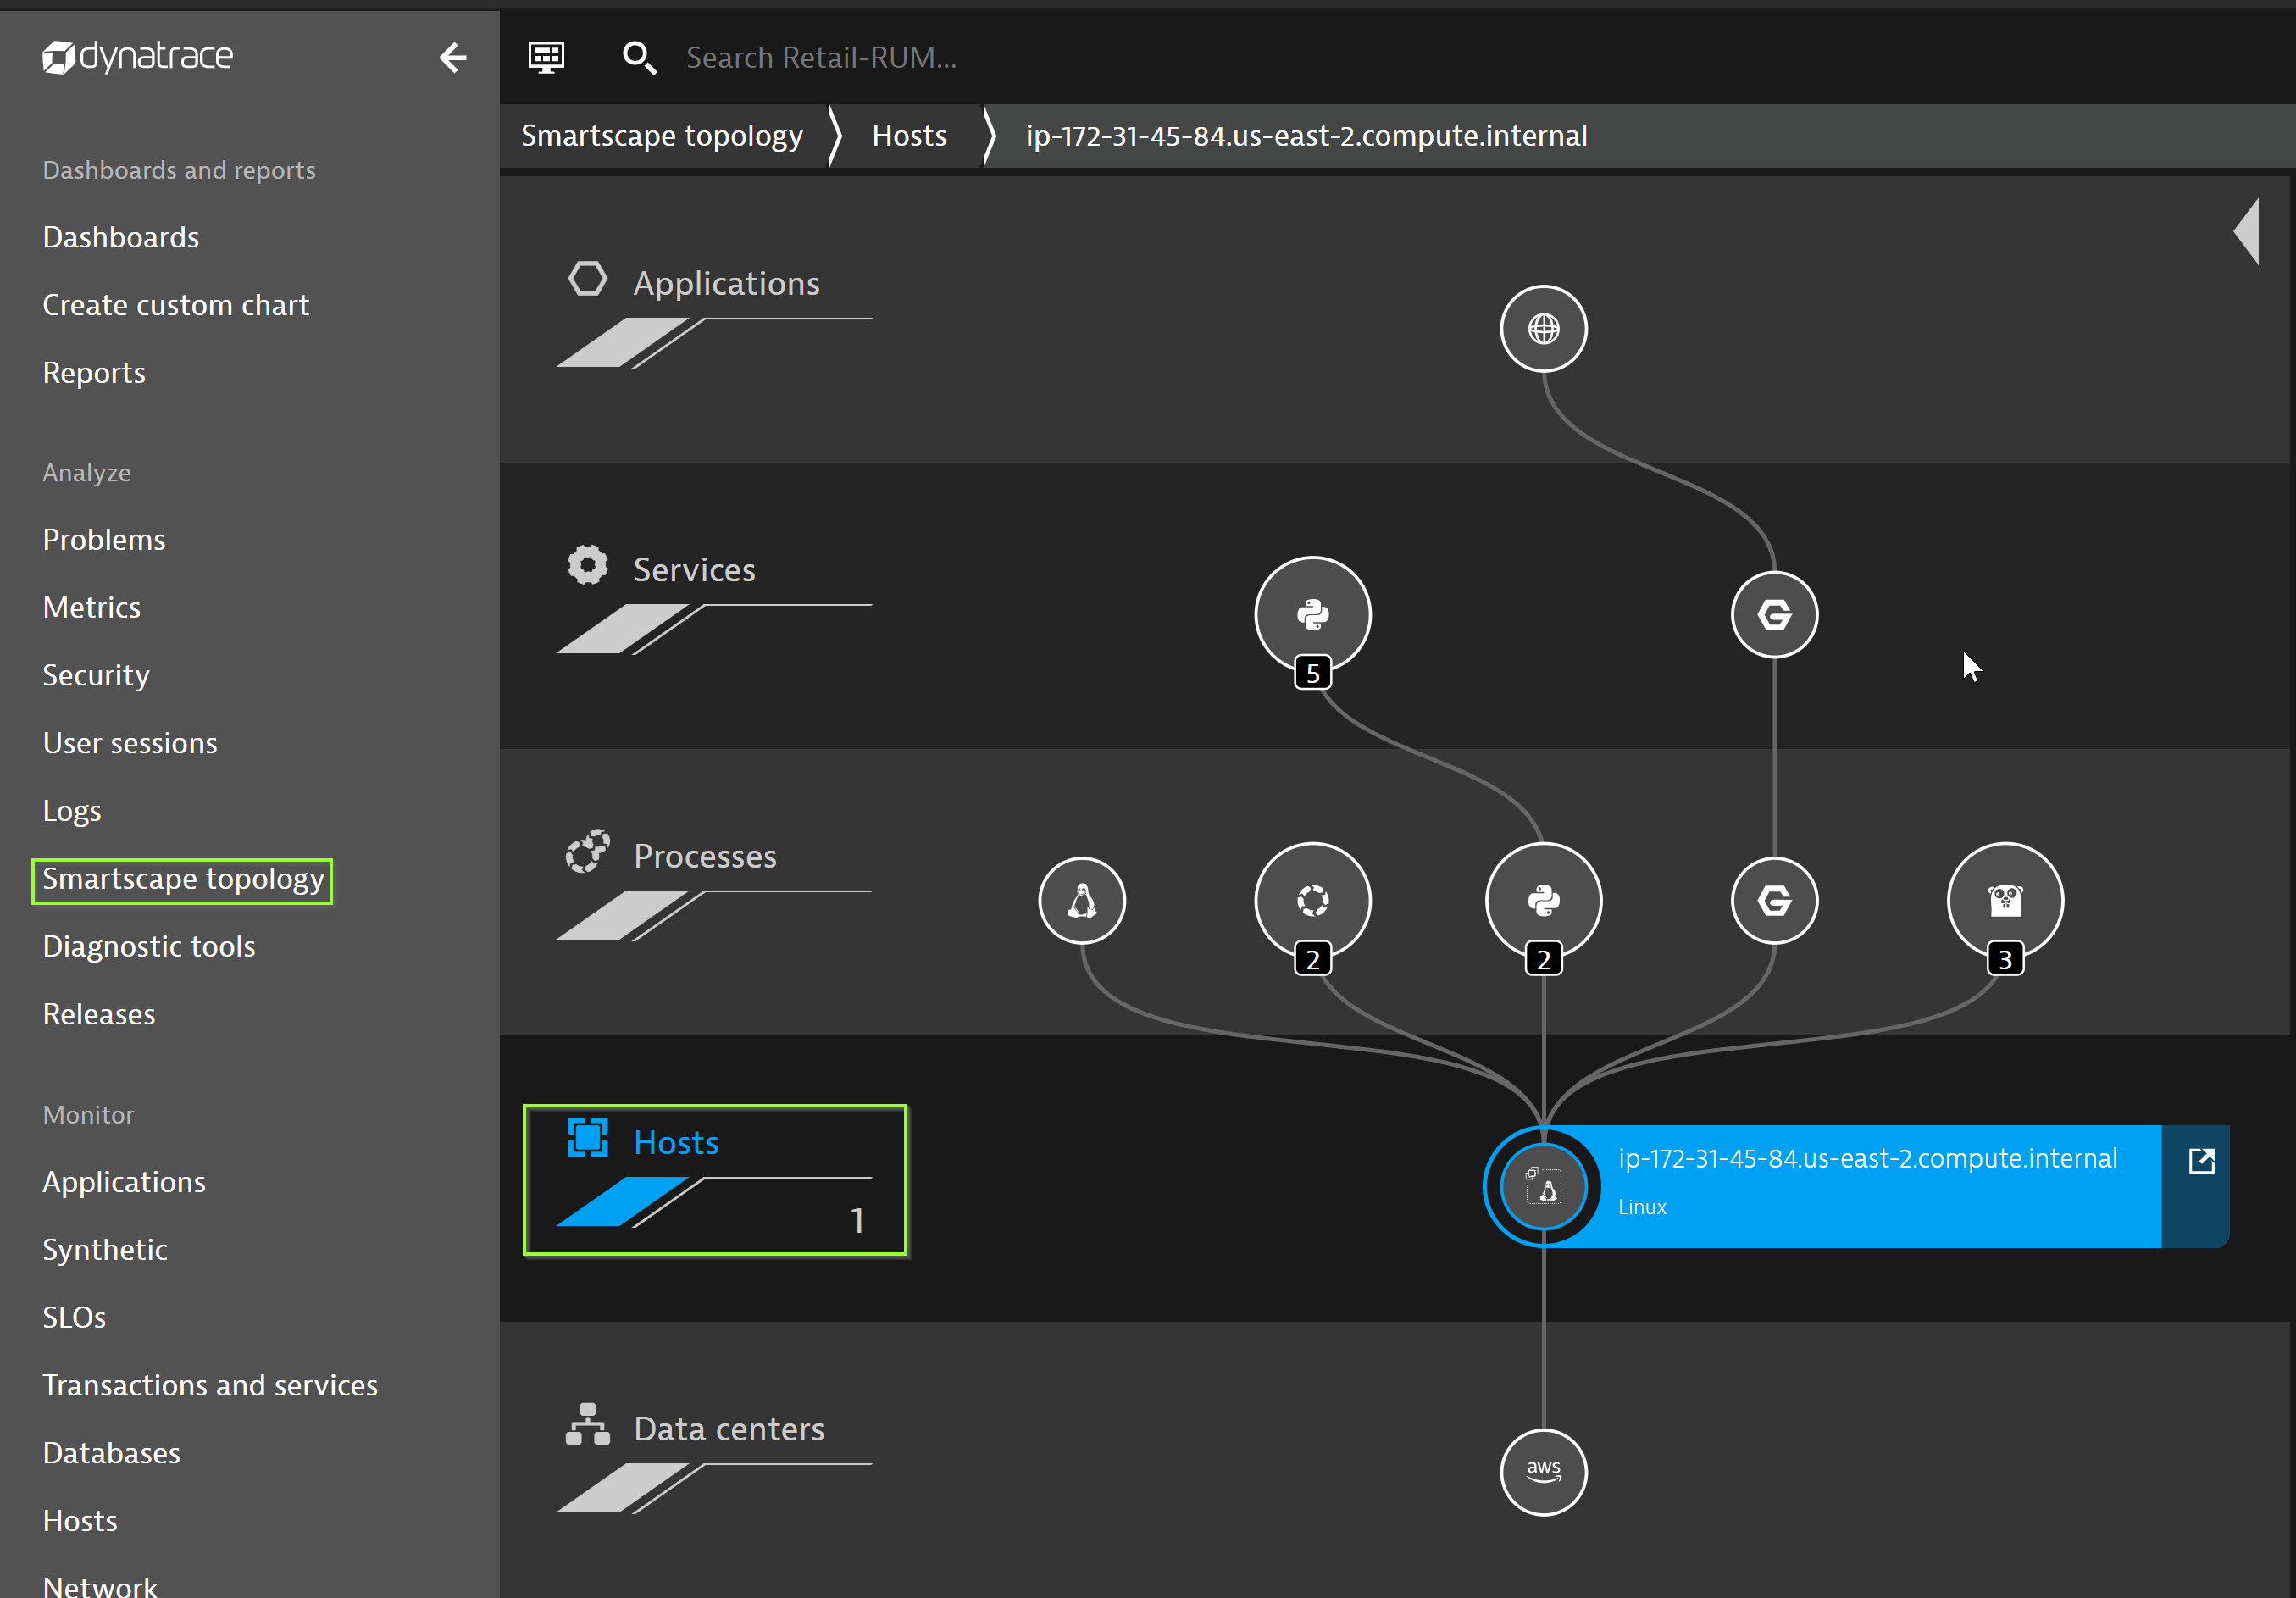 dynatrace
Search Retail-RUM...
Smartscape topology
Hosts
ip-172-31-45-84.us-east-2.compute.internal
Dashboards and reports
Dashboards
Create custom chart
Reports
Analyze
Problems
Metrics
Security
User sessions
Logs
Smartscape topology
Diagnostic tools
Releases
Monitor
Applications
Synthetic
SLOs
Transactions and services
Databases
Hosts
Network
Applications
Services
5
Processes
2
2
3
Hosts
1
ip-172-31-45-84.us-east-2.compute.internal
Linux
Data centers
aws